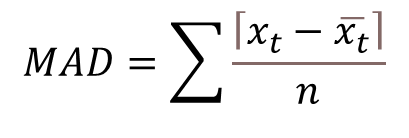 MAD = ∑ ⌈x_t − x̅_t⌉ / n